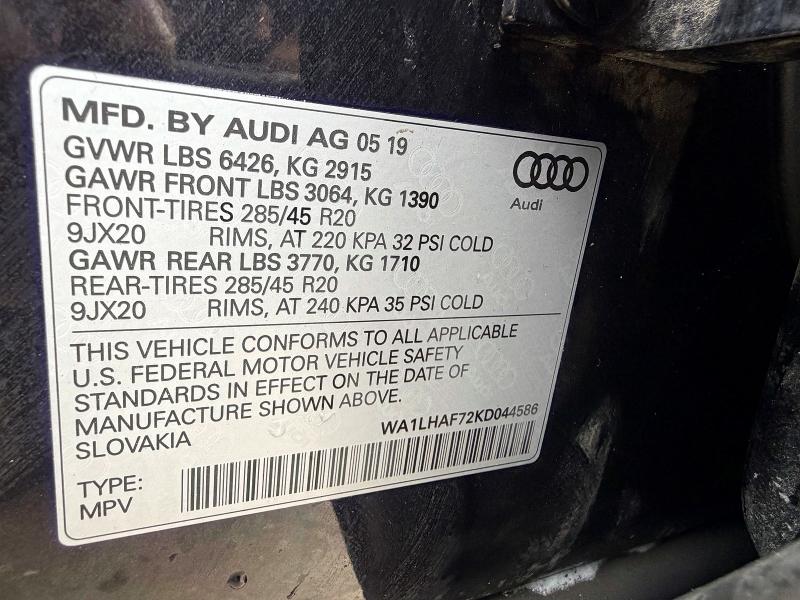 MFD. BY AUDI AG 05 19
GVWR LBS 6426, KG 2915
GAWR FRONT LBS 3064, KG 1390
FRONT-TIRES 285/45 R20
9JX20 RIMS, AT 220 KPA 32 PSI COLD
GAWR REAR LBS 3770, KG 1710
REAR-TIRES 285/45 R20
9JX20 RIMS, AT 240 KPA 35 PSI COLD
Audi
THIS VEHICLE CONFORMS TO ALL APPLICABLE
U.S. FEDERAL MOTOR VEHICLE SAFETY
STANDARDS IN EFFECT ON THE DATE OF
MANUFACTURE SHOWN ABOVE.
SLOVAKIA
WA1LHAF72KD044586
TYPE:
MPV